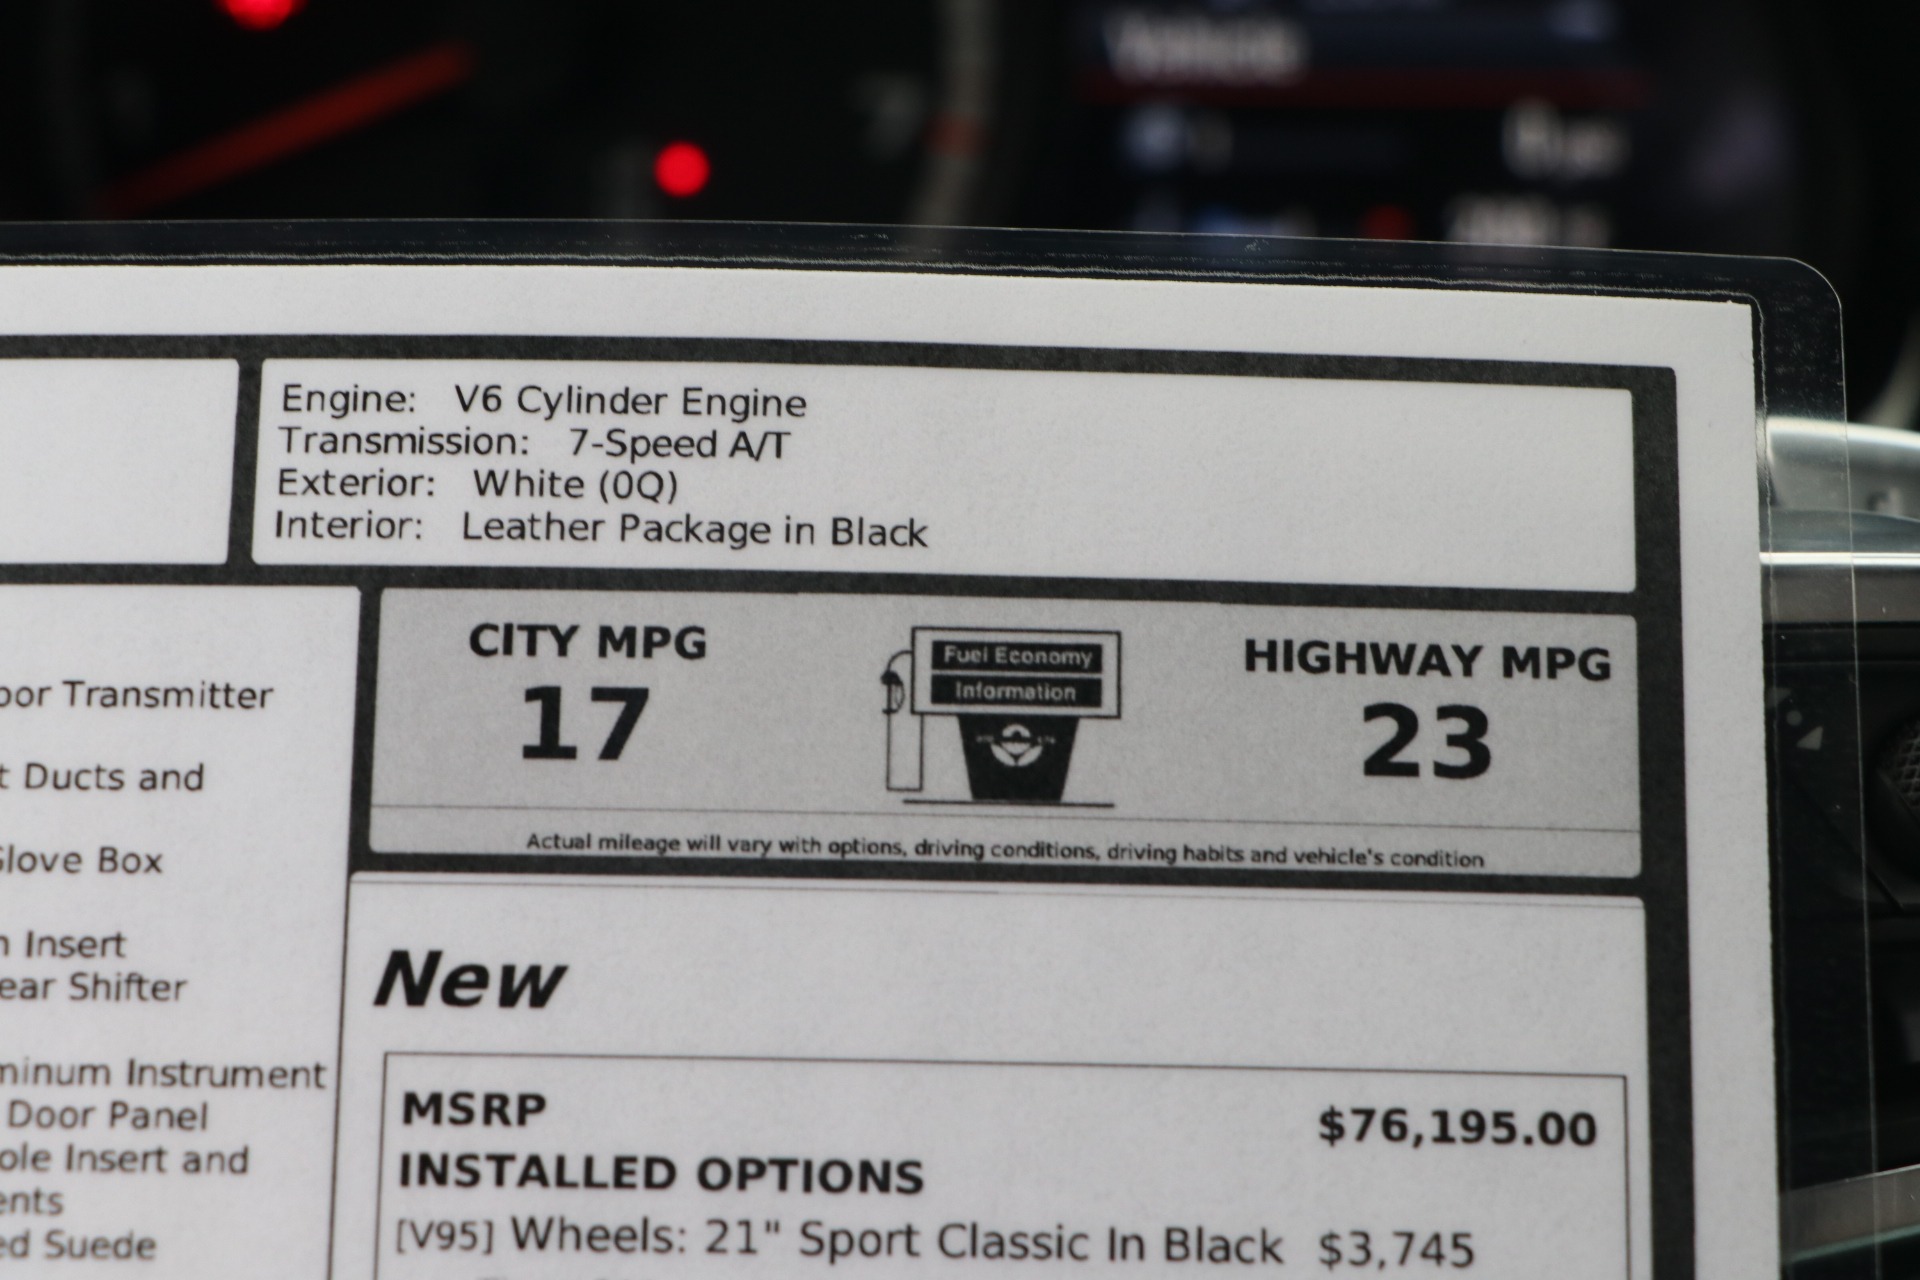 Engine: V6 Cylinder Engine
Transmission: 7-Speed A/T
Exterior: White (0Q)
Interior: Leather Package in Black
CITY MPG
17
Fuel Economy
Information
HIGHWAY MPG
23
Actual mileage will vary with options, driving conditions, driving habits and vehicle's condition
oor Transmitter
t Ducts and
Glove Box
n Insert
ear Shifter
minum Instrument
Door Panel
ole Insert and
ents
ed Suede
New
MSRP $76,195.00
INSTALLED OPTIONS
[V95] Wheels: 21" Sport Classic In Black $3,745